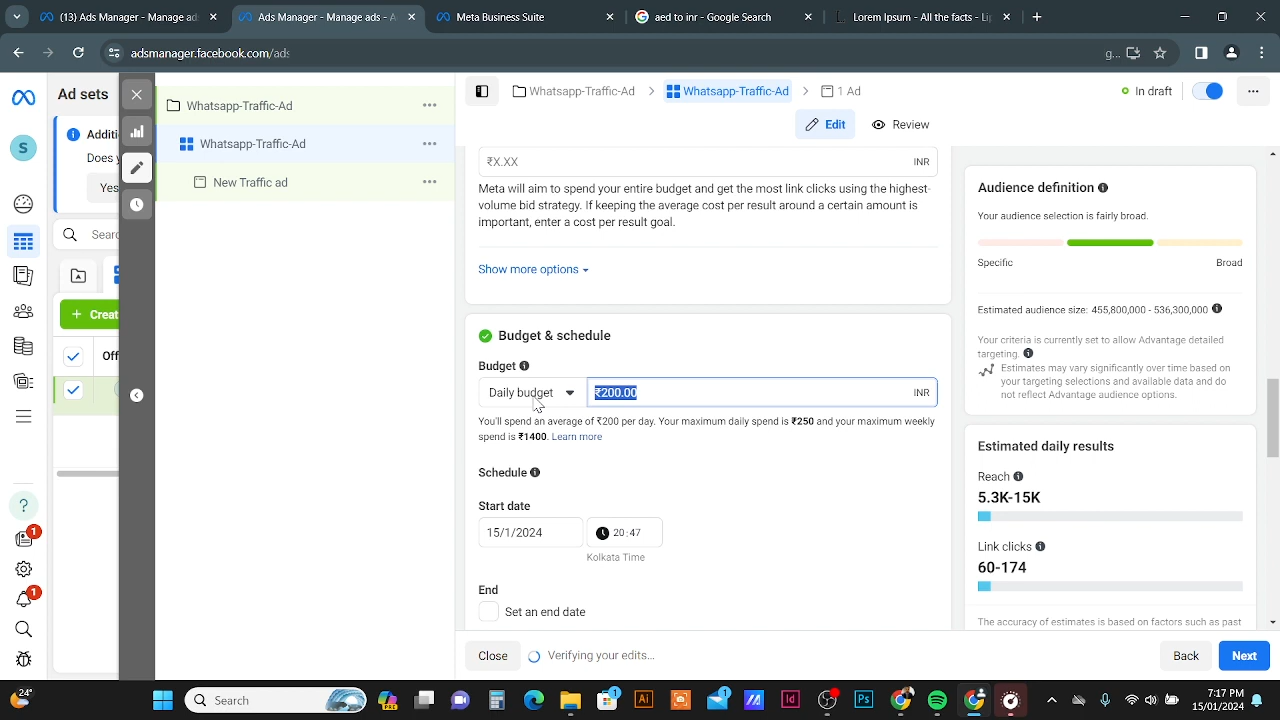 (13) Ads Manager - Manage ads
Ads Manager - Manage ads - A
Meta Business Suite
aed to inr - Google Search
Lorem Ipsum - All the facts - Lip
adsmanager.facebook.com/ads
g...
Ad sets
Additi
Does y
Yes
Searc
+ Creat
Off
S
Whatsapp-Traffic-Ad
Whatsapp-Traffic-Ad
New Traffic ad
Whatsapp-Traffic-Ad > Whatsapp-Traffic-Ad > 1 Ad
In draft
Edit
Review
₹X.XX INR
Meta will aim to spend your entire budget and get the most link clicks using the highest-
volume bid strategy. If keeping the average cost per result around a certain amount is
important, enter a cost per result goal.
Show more options
Budget & schedule
Budget
Daily budget ₹200.00 INR
You'll spend an average of ₹200 per day. Your maximum daily spend is ₹250 and your maximum weekly
spend is ₹1400. Learn more
Schedule
Start date
15/1/2024 20:47
Kolkata Time
End
Set an end date
Audience definition
Your audience selection is fairly broad.
Specific Broad
Estimated audience size: 455,800,000 - 536,300,000
Your criteria is currently set to allow Advantage detailed
targeting.
Estimates may vary significantly over time based on
your targeting selections and available data and do
not reflect Advantage audience options.
Estimated daily results
Reach
5.3K-15K
Link clicks
60-174
The accuracy of estimates is based on factors such as past
Close Verifying your edits... Back Next
24°
Search
7:17 PM
15/01/2024